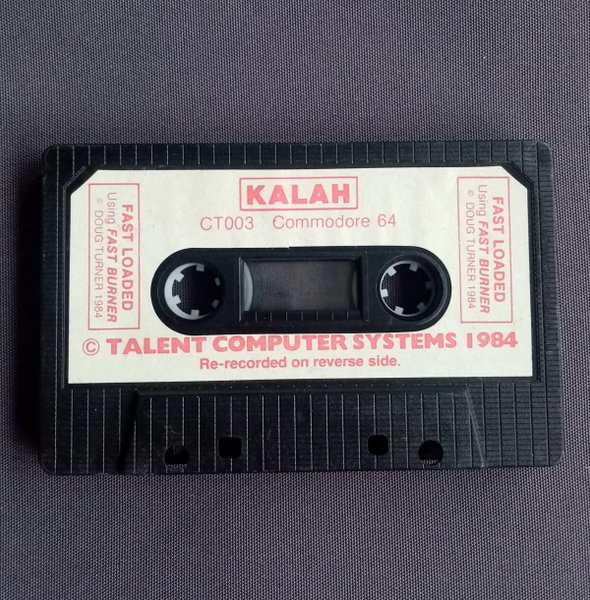 KALAH
CT003 Commodore 64
FAST LOADED
Using FAST BURNER
© DOUG TURNER 1984
FAST LOADED
Using FAST BURNER
© DOUG TURNER 1984
© TALENT COMPUTER SYSTEMS 1984
Re-recorded on reverse side.